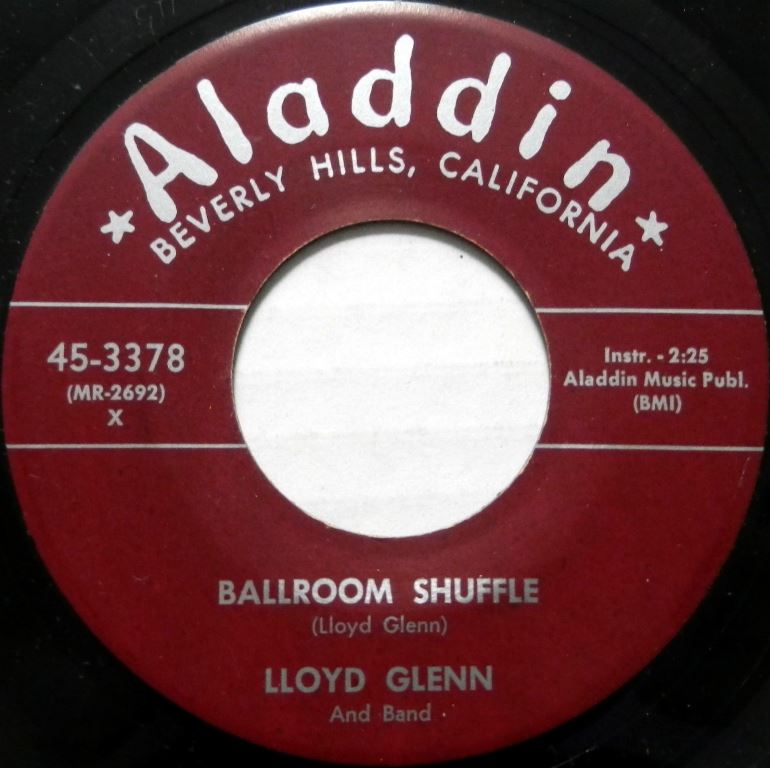 Aladdin
BEVERLY HILLS, CALIFORNIA
45-3378
(MR-2692)
X
Instr. - 2:25
Aladdin Music Publ.
(BMI)
BALLROOM SHUFFLE
(Lloyd Glenn)
LLOYD GLENN
And Band